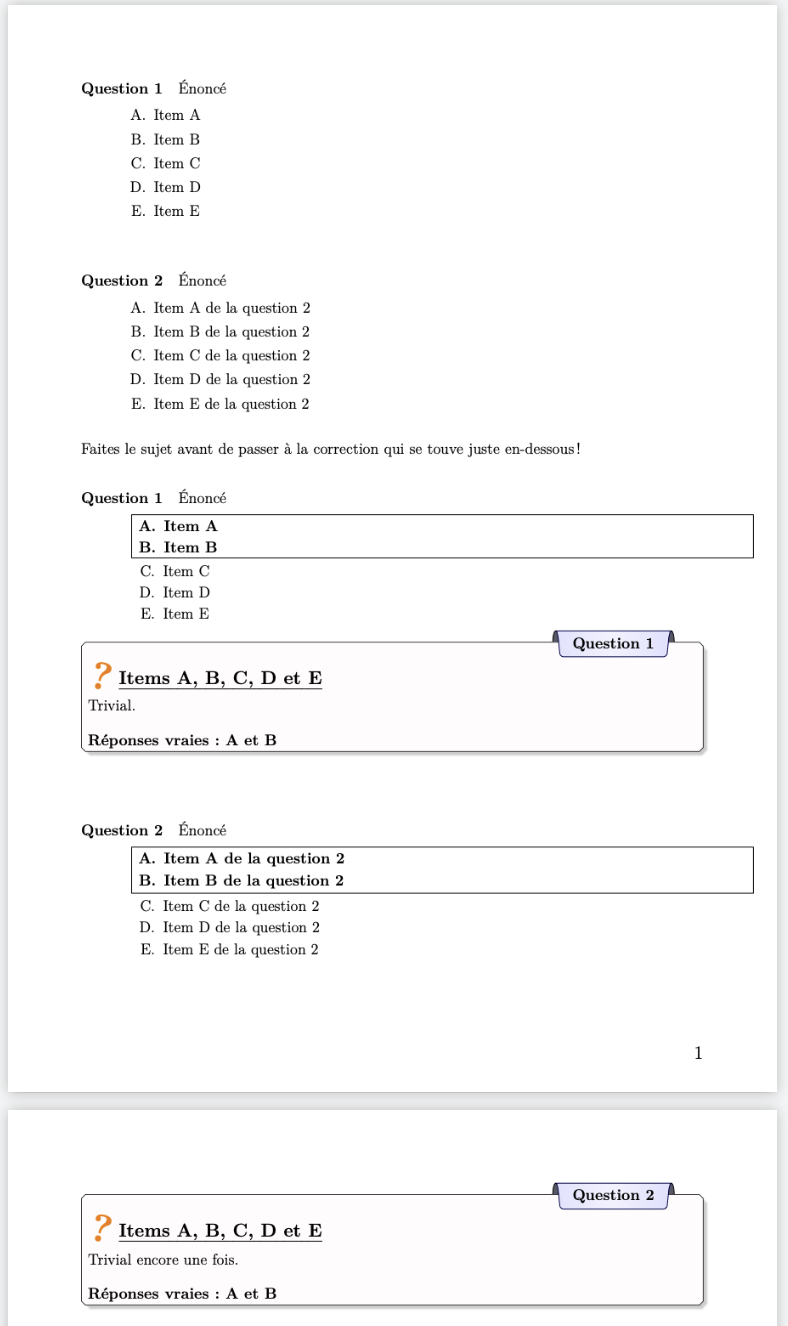 Question 1 Énoncé
A. Item A
B. Item B
C. Item C
D. Item D
E. Item E
Question 2 Énoncé
A. Item A de la question 2
B. Item B de la question 2
C. Item C de la question 2
D. Item D de la question 2
E. Item E de la question 2
Faites le sujet avant de passer à la correction qui se touve juste en-dessous !
Question 1 Énoncé
A. Item A
B. Item B
C. Item C
D. Item D
E. Item E
Question 1
? Items A, B, C, D et E
Trivial.
Réponses vraies : A et B
Question 2 Énoncé
A. Item A de la question 2
B. Item B de la question 2
C. Item C de la question 2
D. Item D de la question 2
E. Item E de la question 2
1
Question 2
? Items A, B, C, D et E
Trivial encore une fois.
Réponses vraies : A et B